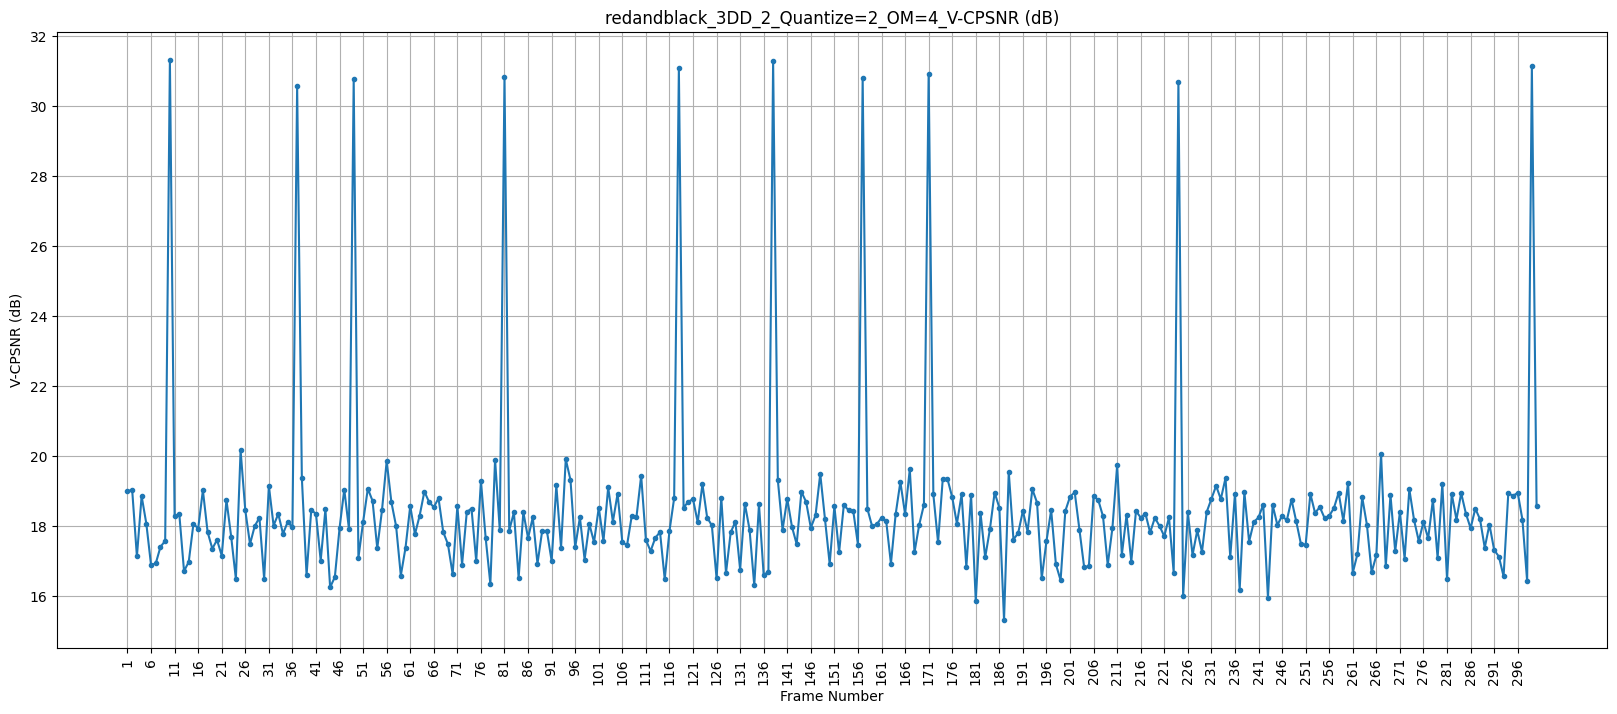 redandblack_3DD_2_Quantize=2_OM=4_V-CPSNR (dB)
32
30
28
26
24
22
20
18
16
V-CPSNR (dB)
1 6 11 16 21 26 31 36 41 46 51 56 61 66 71 76 81 86 91 96 101 106 111 116 121 126 131 136 141 146 151 156 161 166 171 176 181 186 191 196 201 206 211 216 221 226 231 236 241 246 251 256 261 266 271 276 281 286 291 296
Frame Number